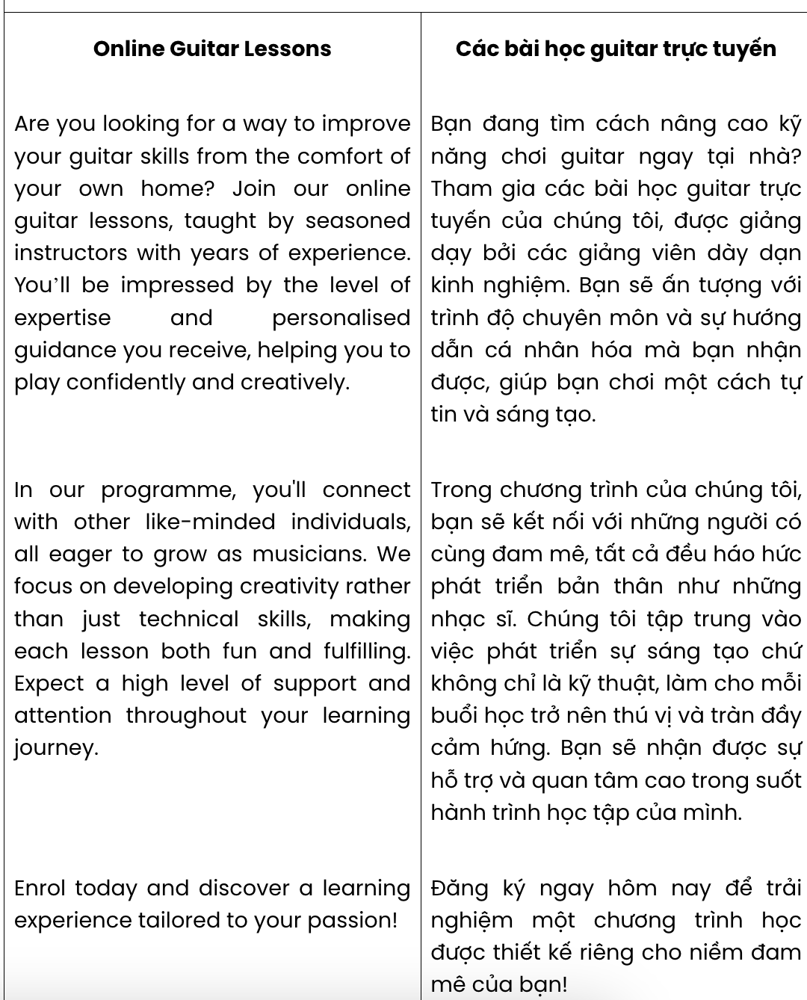 Online Guitar Lessons
Are you looking for a way to improve
your guitar skills from the comfort of
your own home? Join our online
guitar lessons, taught by seasoned
instructors with years of experience.
You’ll be impressed by the level of
expertise and personalised
guidance you receive, helping you to
play confidently and creatively.
In our programme, you'll connect
with other like-minded individuals,
all eager to grow as musicians. We
focus on developing creativity rather
than just technical skills, making
each lesson both fun and fulfilling.
Expect a high level of support and
attention throughout your learning
journey.
Enrol today and discover a learning
experience tailored to your passion!
Các bài học guitar trực tuyến
Bạn đang tìm cách nâng cao kỹ
năng chơi guitar ngay tại nhà?
Tham gia các bài học guitar trực
tuyến của chúng tôi, được giảng
dạy bởi các giảng viên dày dạn
kinh nghiệm. Bạn sẽ ấn tượng với
trình độ chuyên môn và sự hướng
dẫn cá nhân hóa mà bạn nhận
được, giúp bạn chơi một cách tự
tin và sáng tạo.
Trong chương trình của chúng tôi,
bạn sẽ kết nối với những người có
cùng đam mê, tất cả đều háo hức
phát triển bản thân như những
nhạc sĩ. Chúng tôi tập trung vào
việc phát triển sự sáng tạo chứ
không chỉ là kỹ thuật, làm cho mỗi
buổi học trở nên thú vị và tràn đầy
cảm hứng. Bạn sẽ nhận được sự
hỗ trợ và quan tâm cao trong suốt
hành trình học tập của mình.
Đăng ký ngay hôm nay để trải
nghiệm một chương trình học
được thiết kế riêng cho niềm đam
mê của bạn!